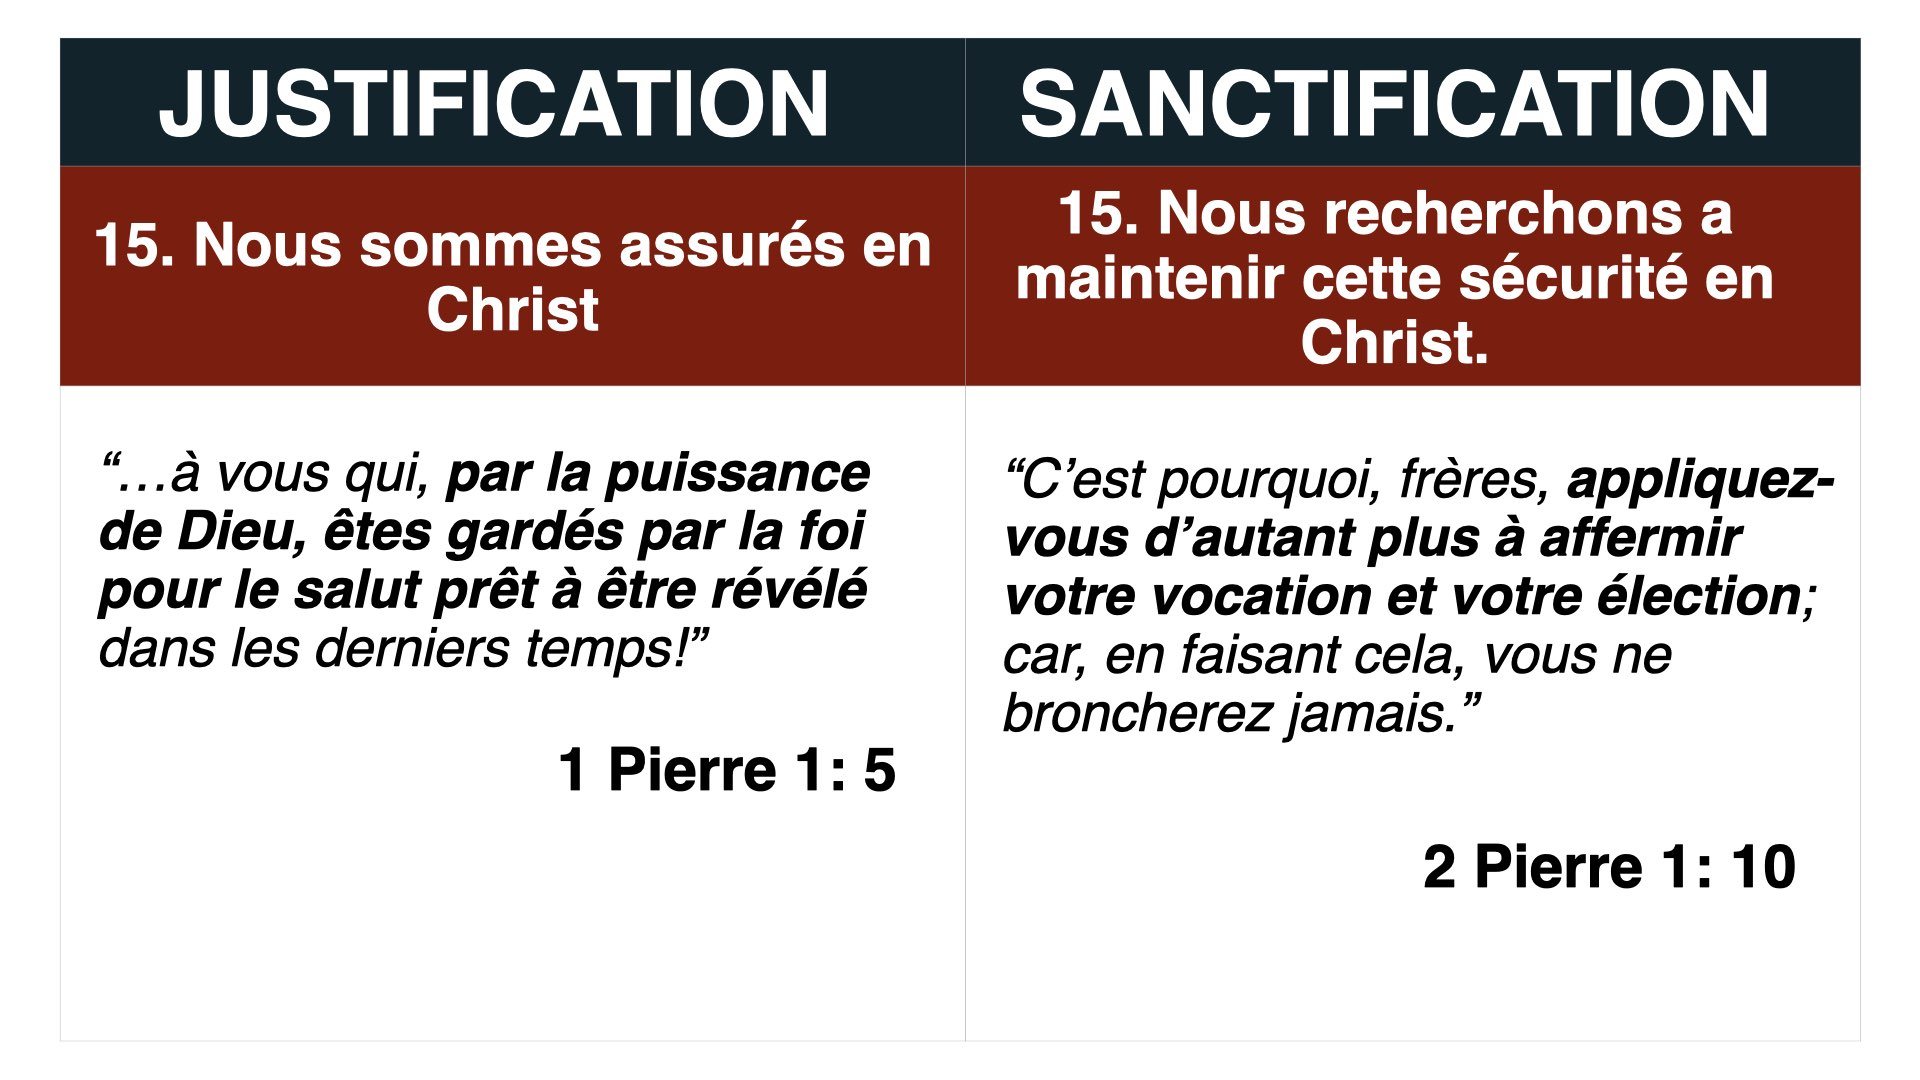 JUSTIFICATION
SANCTIFICATION
15. Nous sommes assurés en
Christ
15. Nous recherchons a
maintenir cette sécurité en
Christ.
“…à vous qui, par la puissance
de Dieu, êtes gardés par la foi
pour le salut prêt à être révélé
dans les derniers temps!”
1 Pierre 1: 5
“C’est pourquoi, frères, appliquez-
vous d’autant plus à affermir
votre vocation et votre élection;
car, en faisant cela, vous ne
broncherez jamais.”
2 Pierre 1: 10